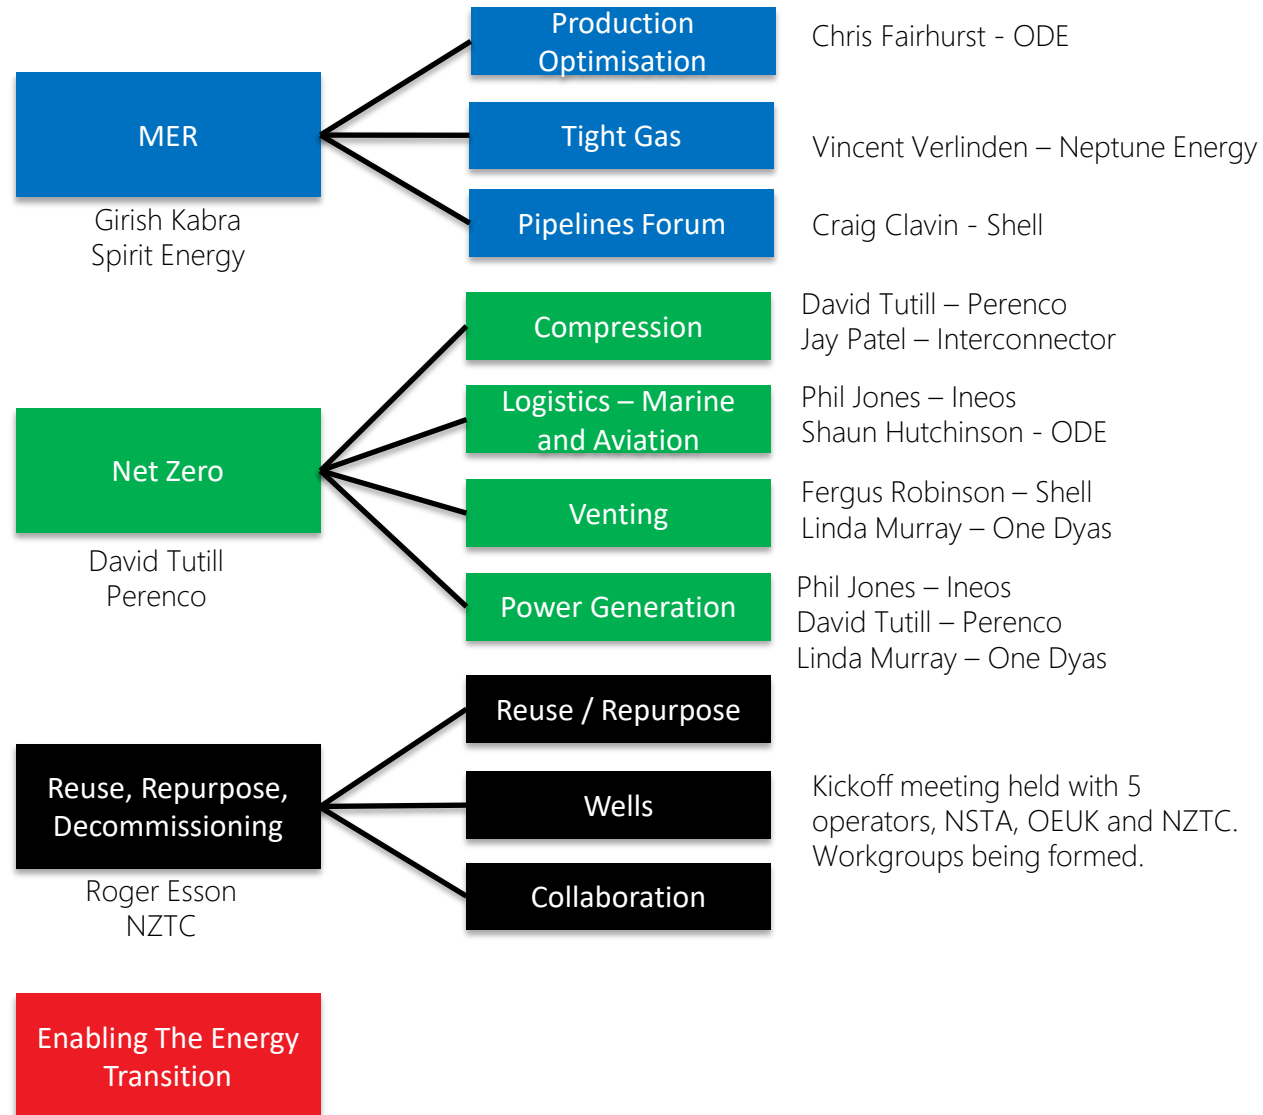 Production
Optimisation
Chris Fairhurst - ODE
MER
Tight Gas
Vincent Verlinden – Neptune Energy
Girish Kabra
Spirit Energy
Pipelines Forum
Craig Clavin - Shell
Compression
David Tutill – Perenco
Jay Patel – Interconnector
Logistics – Marine
and Aviation
Phil Jones – Ineos
Shaun Hutchinson - ODE
Net Zero
David Tutill
Perenco
Venting
Fergus Robinson – Shell
Linda Murray – One Dyas
Power Generation
Phil Jones – Ineos
David Tutill – Perenco
Linda Murray – One Dyas
Reuse / Repurpose
Reuse, Repurpose,
Decommissioning
Roger Esson
NZTC
Wells
Kickoff meeting held with 5
operators, NSTA, OEUK and NZTC.
Workgroups being formed.
Collaboration
Enabling The Energy
Transition